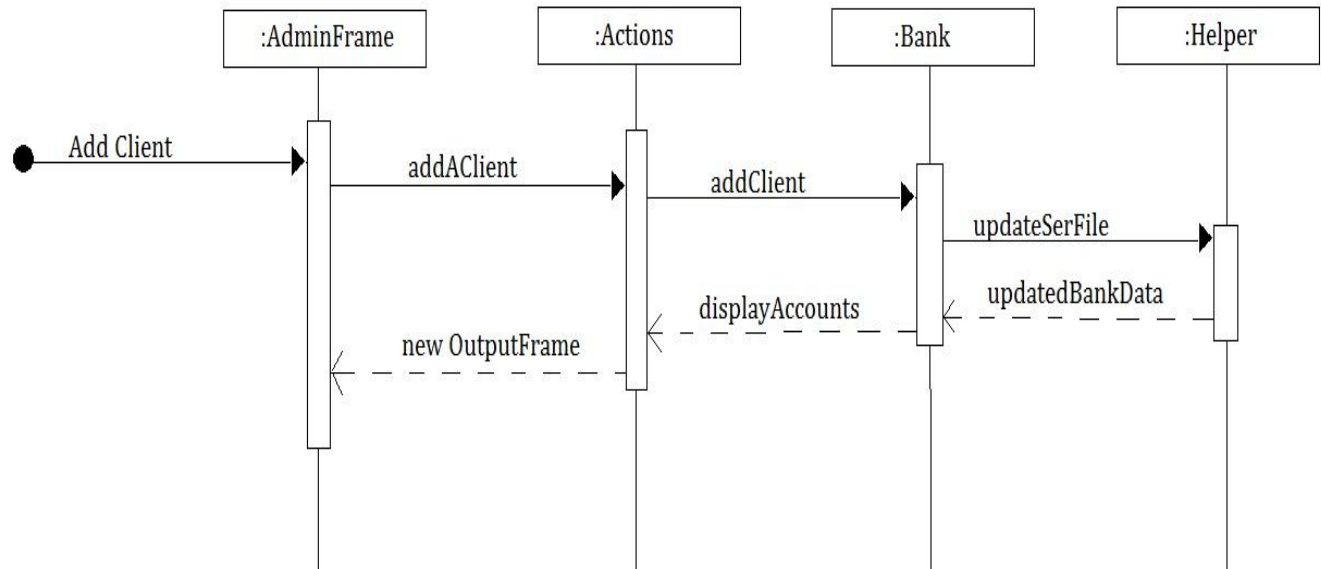 :AdminFrame
:Actions
:Bank
:Helper
Add Client
addAClient
addClient
updateSerFile
updatedBankData
displayAccounts
new OutputFrame